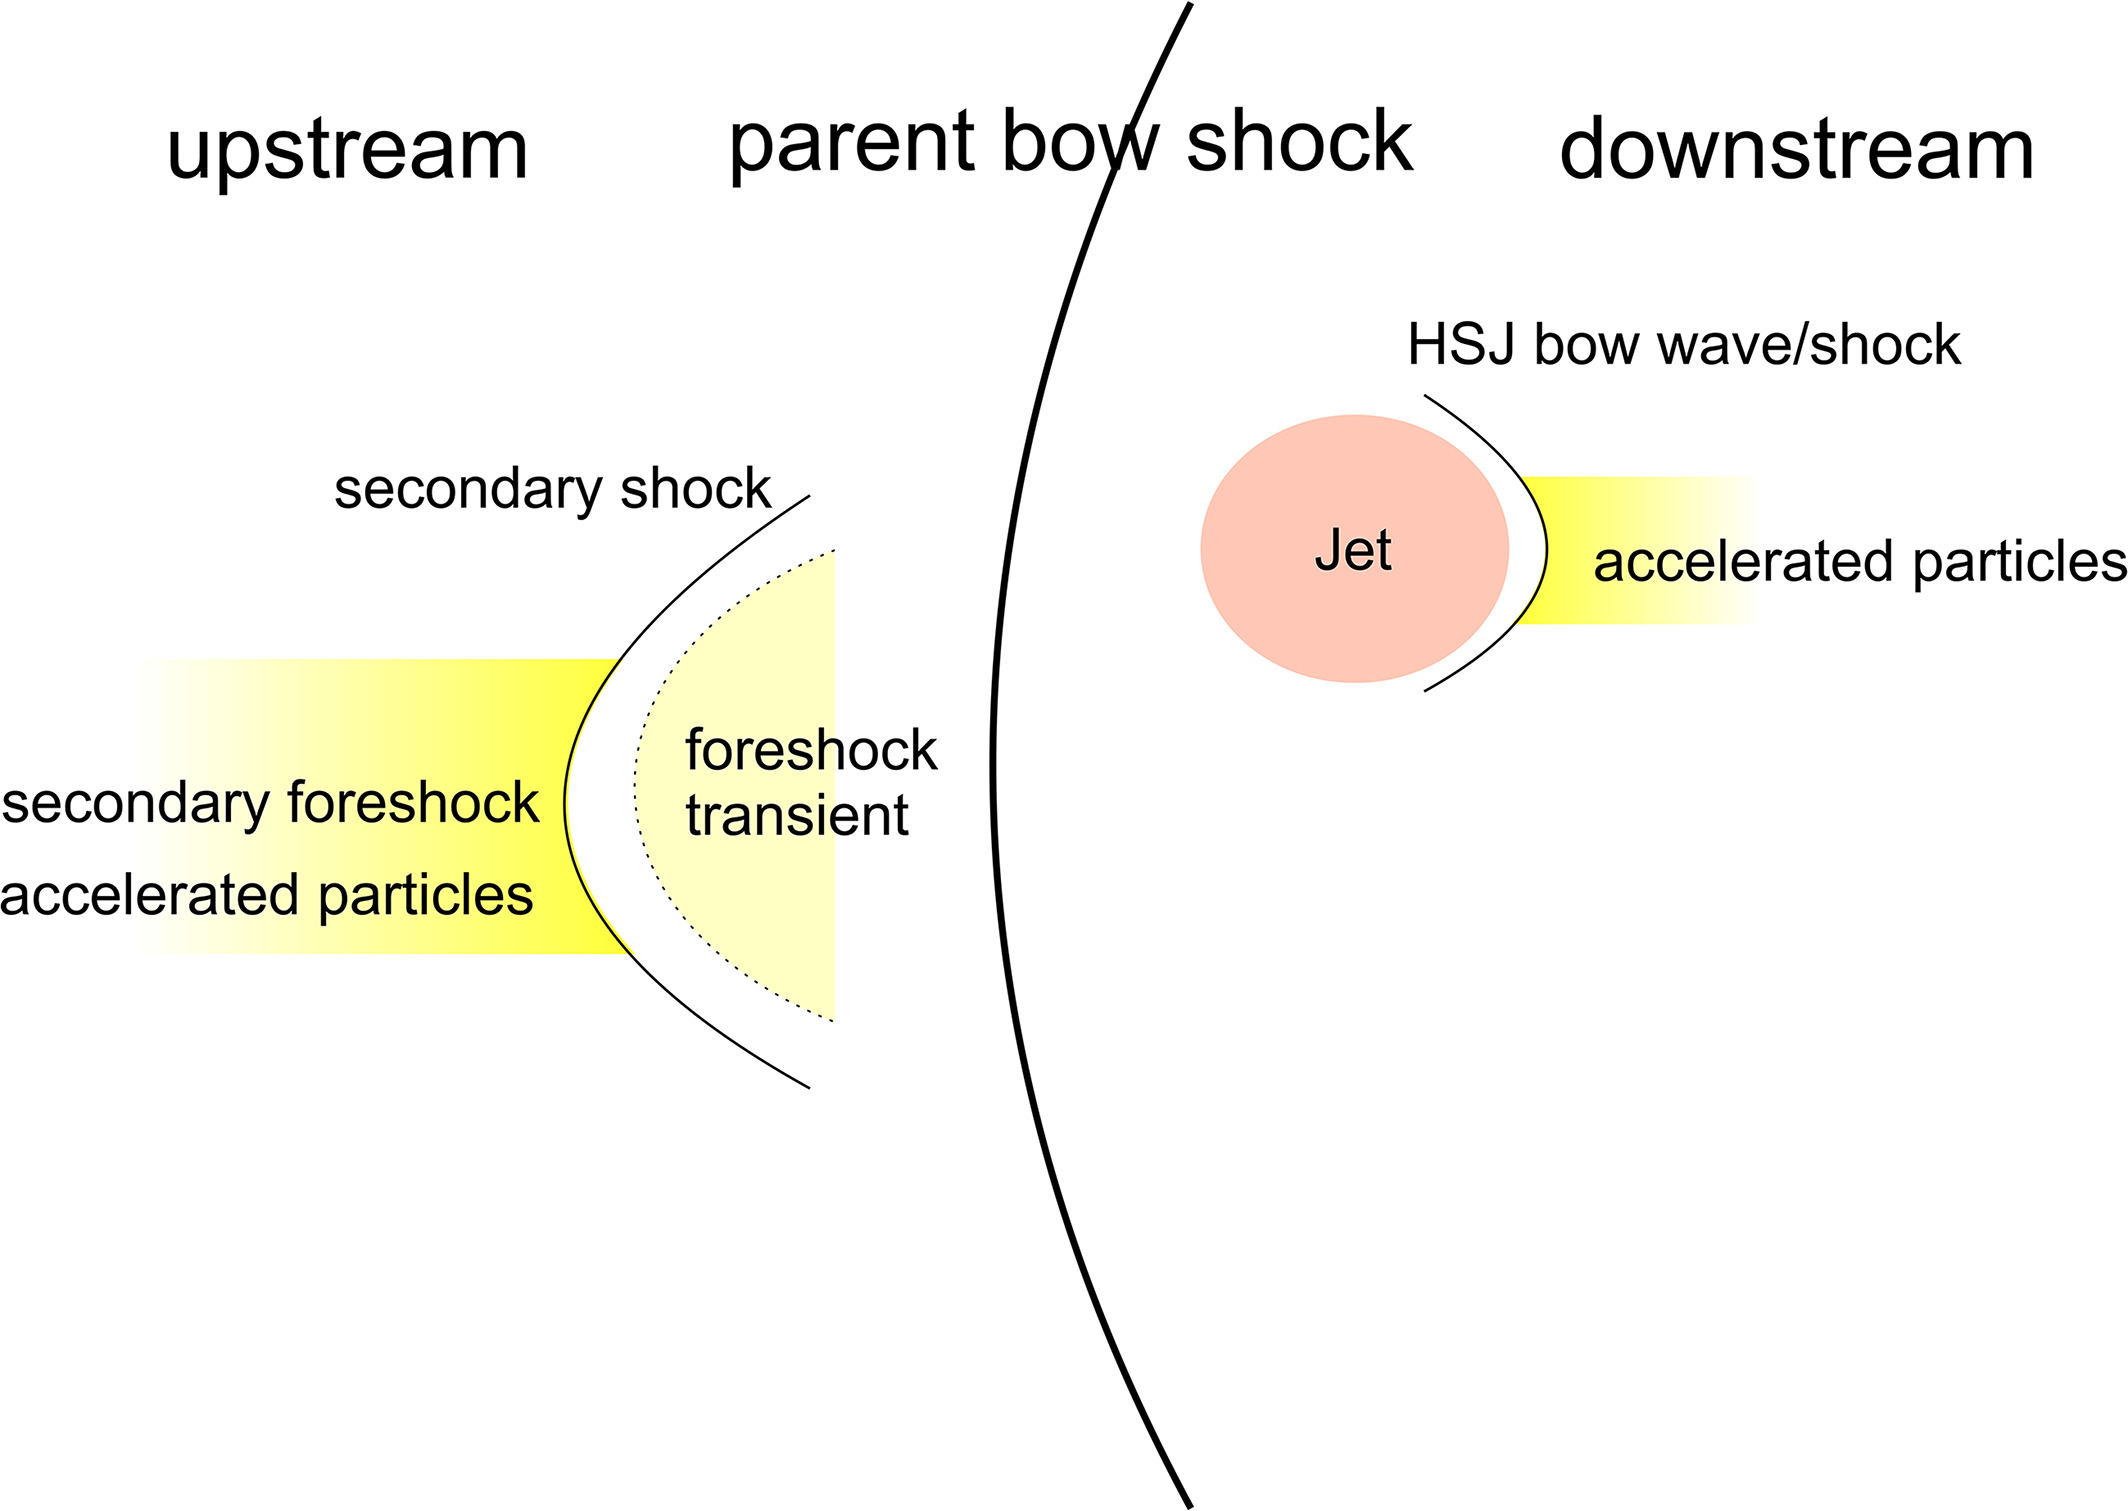 upstream
parent bow shock
downstream
HSJ bow wave/shock
secondary shock
Jet
accelerated particles
foreshock
transient
secondary foreshock
accelerated particles